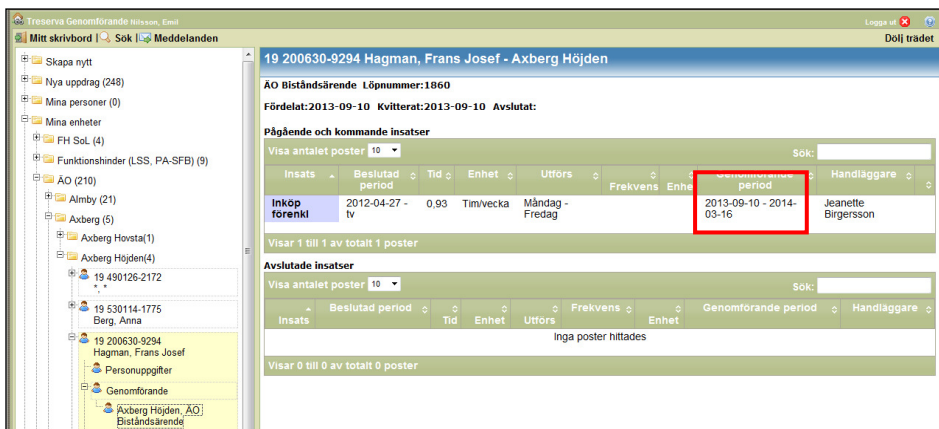 Treserva Genomförande Nilsson, Emil
Logga ut
Mitt skrivbord | Sök | Meddelanden
Dölj trädet
Skapa nytt
Nya uppdrag (248)
Mina personer (0)
Mina enheter
FH SoL (4)
Funktionshinder (LSS, PA-SFB) (9)
ÄO (210)
Almby (21)
Axberg (5)
Axberg Hovsta(1)
Axberg Höjden(4)
19 490126-2172
*, *
19 530114-1775
Berg, Anna
19 200630-9294
Hagman, Frans Josef
Personuppgifter
Genomförande
Axberg Höjden, ÄO
Biståndsärende
19 200630-9294 Hagman, Frans Josef - Axberg Höjden
ÄO Biståndsärende Löpnummer:1860
Fördelat:2013-09-10 Kvitterat:2013-09-10 Avslutat:
Pågående och kommande insatser
Visa antalet poster 10
Sök:
Insats Beslutad period Tid Enhet Utförs Frekvens Enhe Genomförande period Handläggare
Inköp förenkl 2012-04-27 - tv 0,93 Tim/vecka Måndag - Fredag 2013-09-10 - 2014-03-16 Jeanette Birgersson
Visar 1 till 1 av totalt 1 poster
Avslutade insatser
Visa antalet poster 10
Sök:
Insats Beslutad period Tid Enhet Utförs Frekvens Enhet Genomförande period Handläggare
Inga poster hittades
Visar 0 till 0 av totalt 0 poster